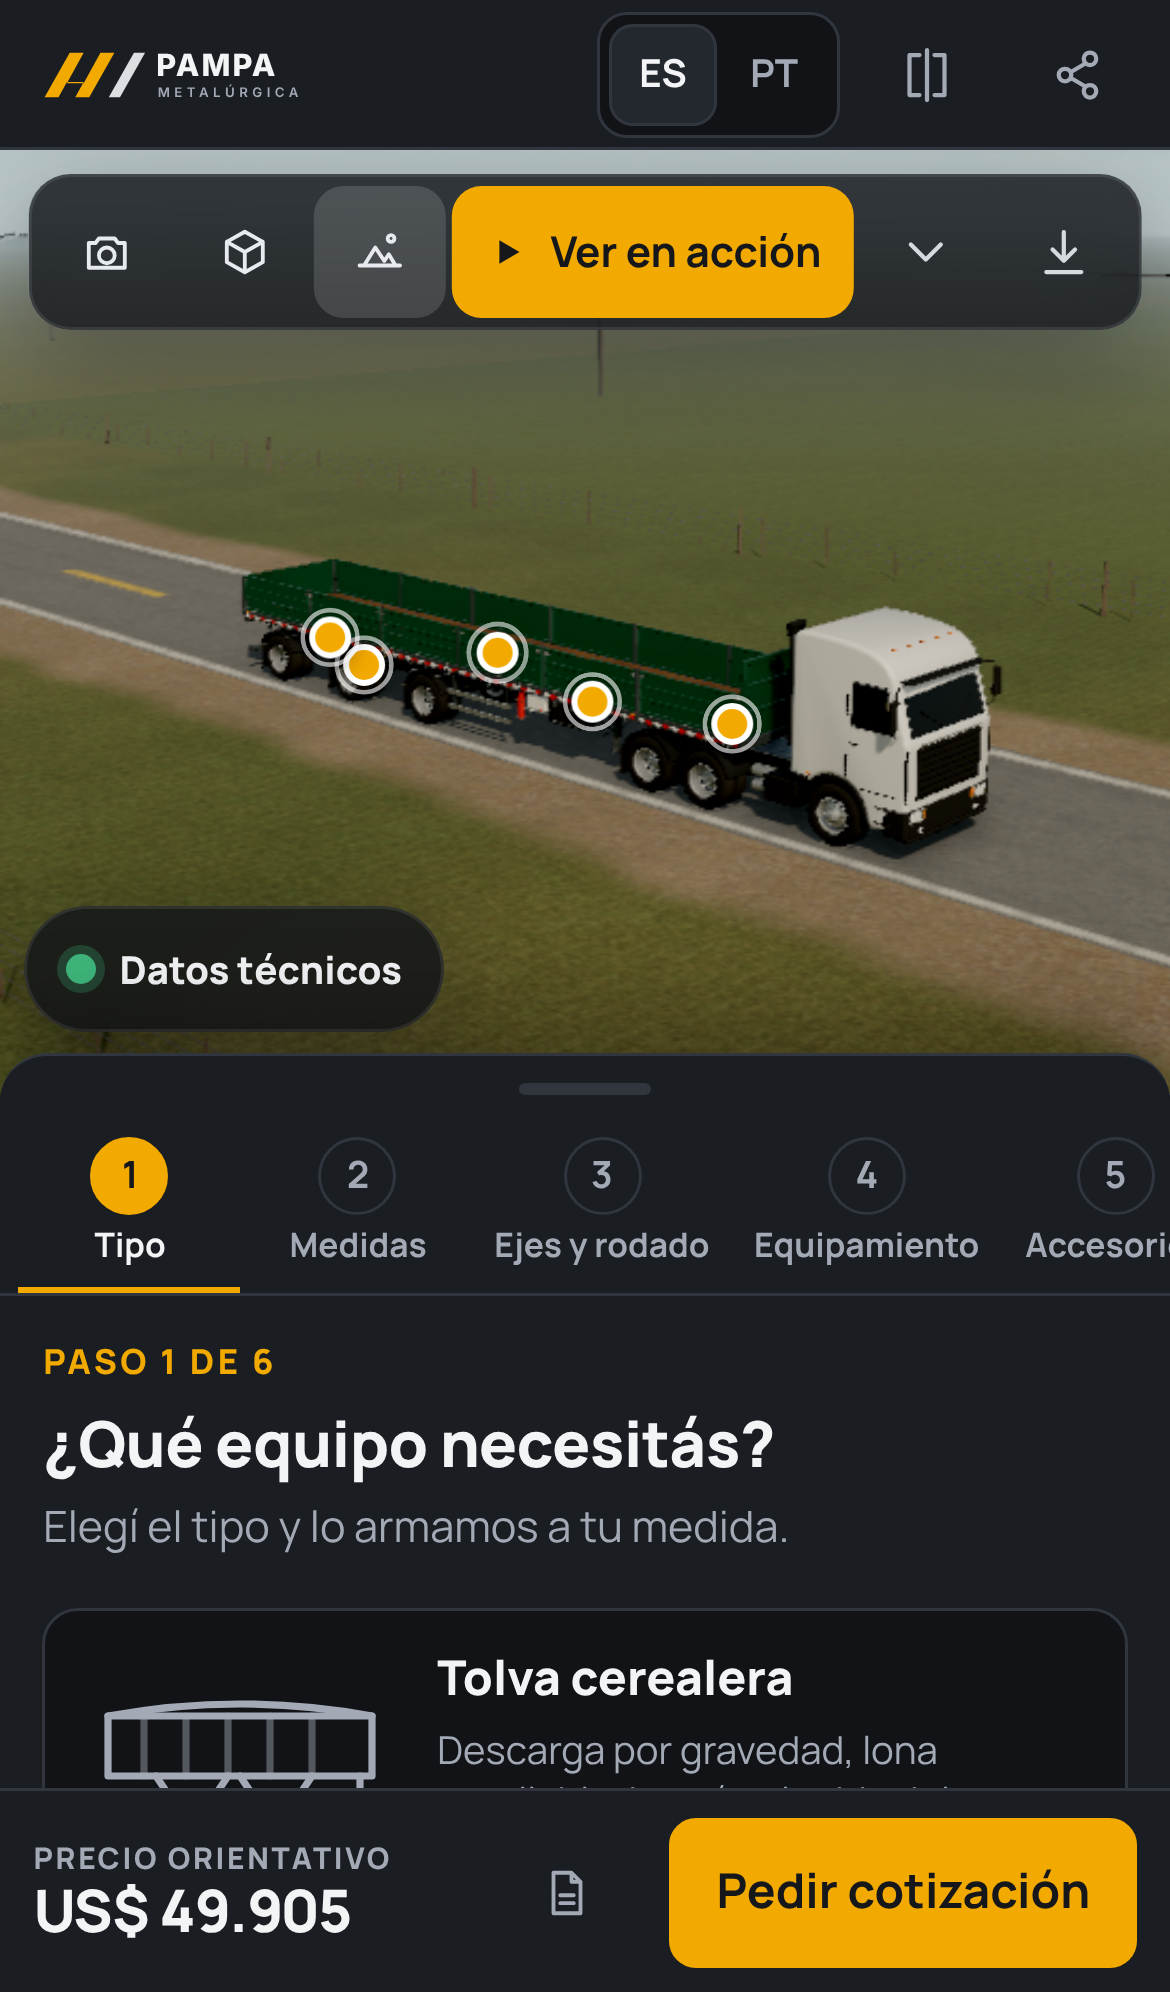 PAMPA
METALÚRGICA
ES
PT
Ver en acción
Datos técnicos
1
2
3
4
5
Tipo
Medidas
Ejes y rodado
Equipamiento
Accesori
PASO 1 DE 6
¿Qué equipo necesitás?
Elegí el tipo y lo armamos a tu medida.
Tolva cerealera
Descarga por gravedad, lona
PRECIO ORIENTATIVO
US$ 49.905
Pedir cotización